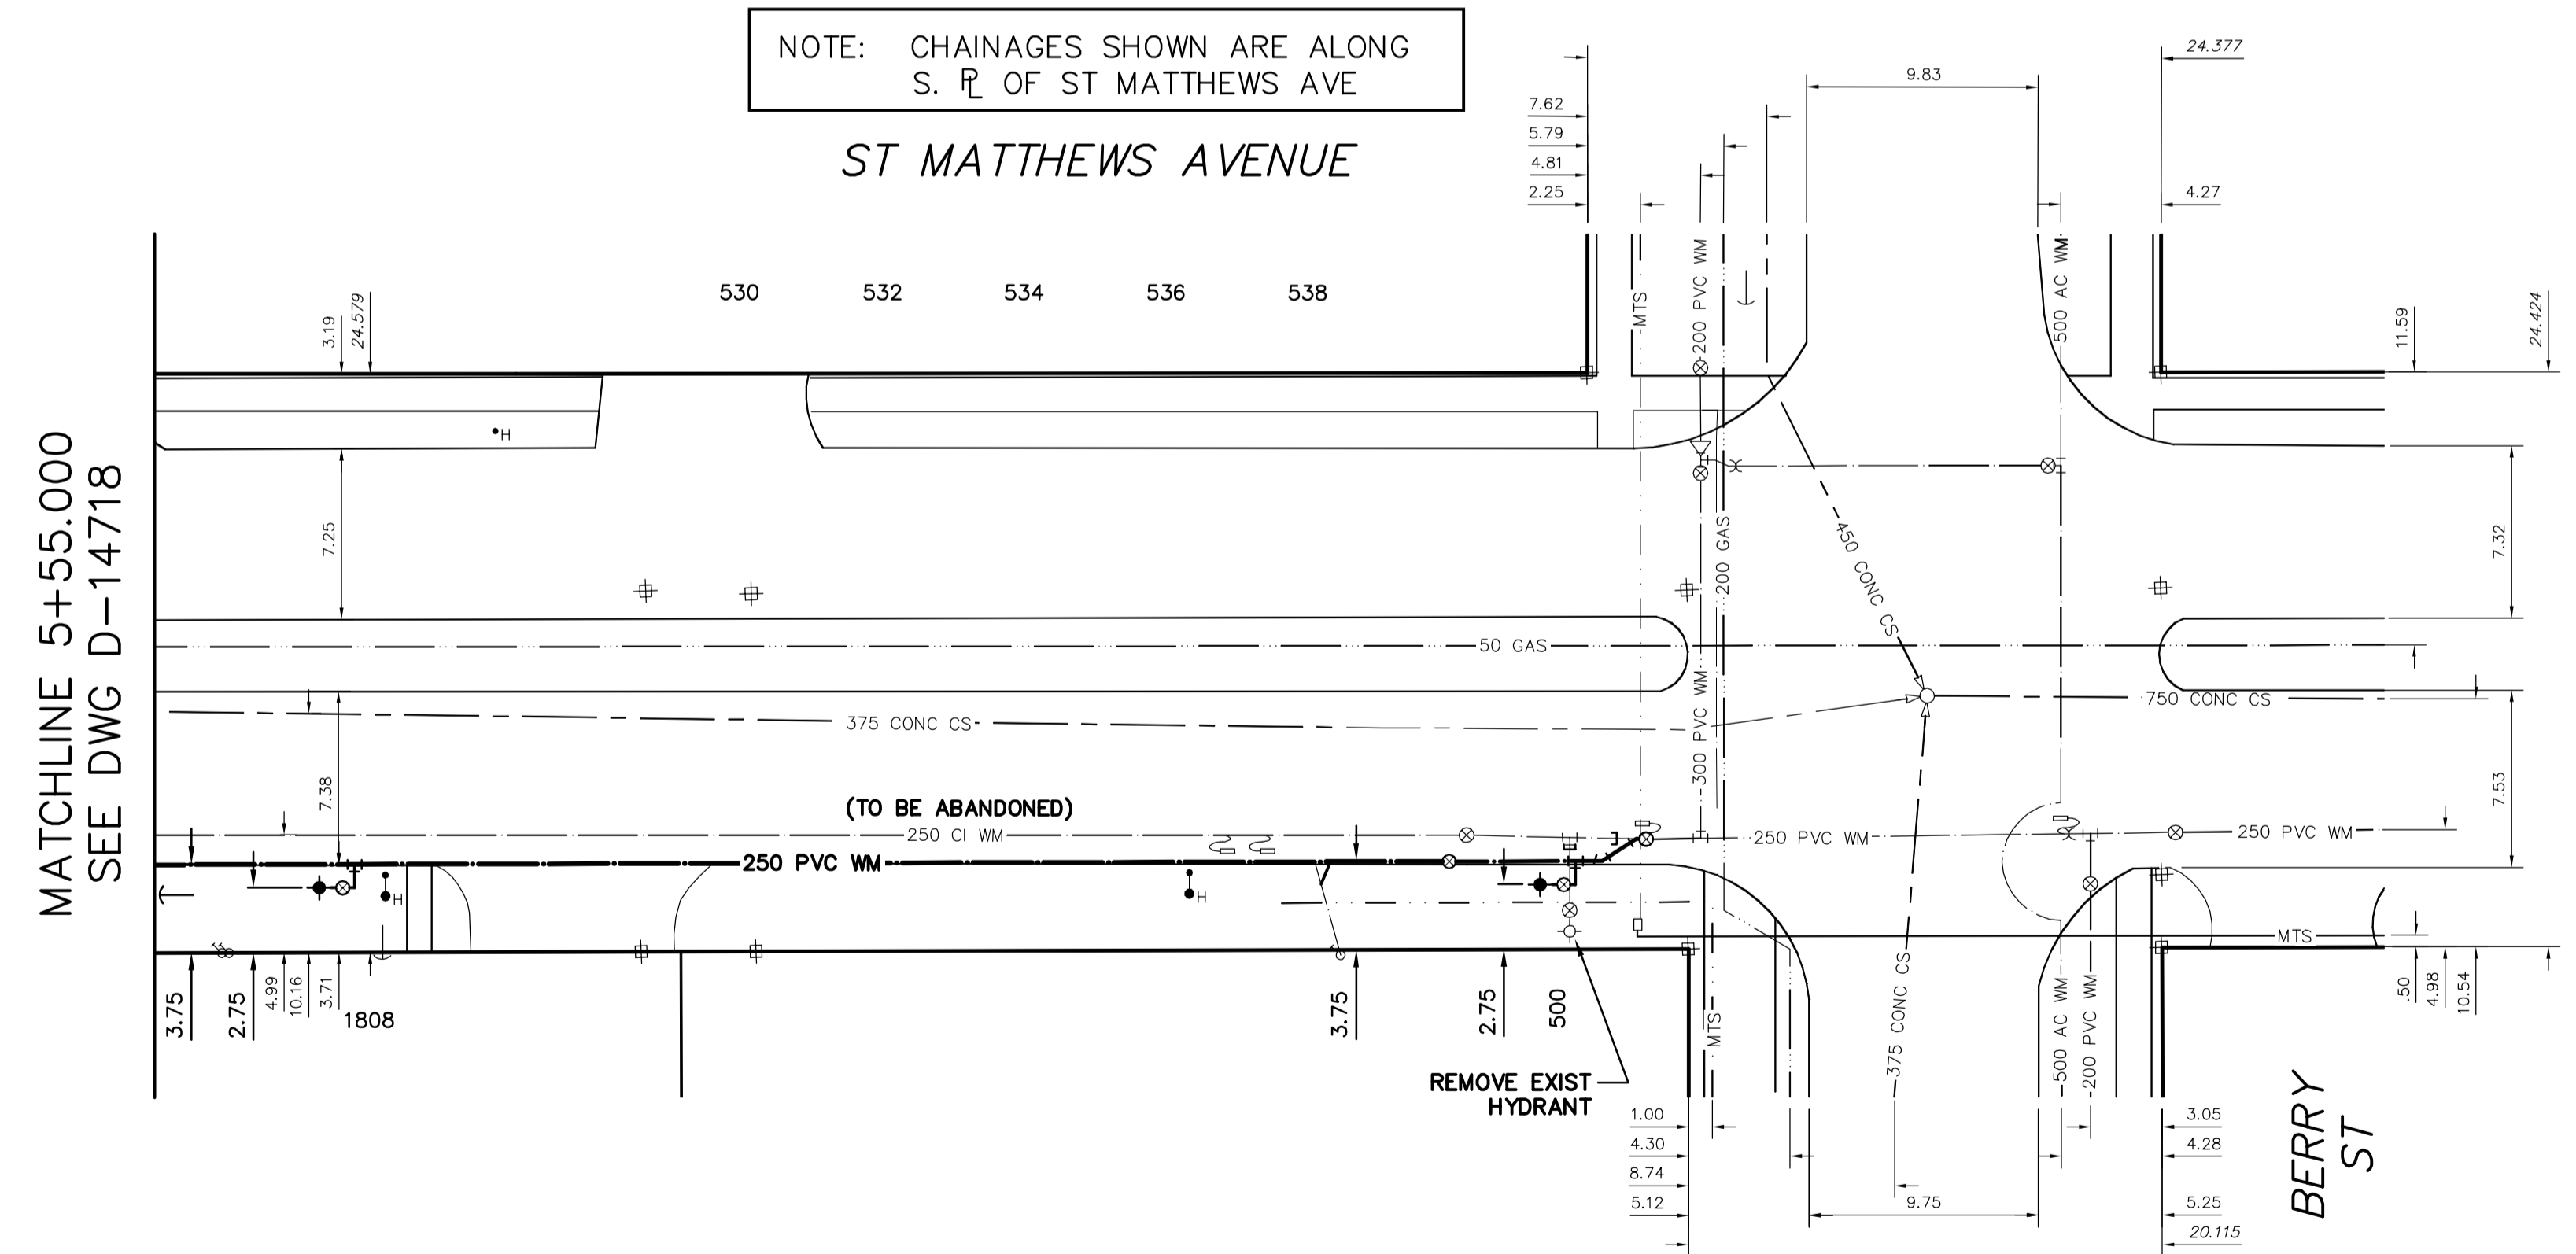 NOTE: CHAINAGES SHOWN ARE ALONG
S. ℙL OF ST MATTHEWS AVE
ST MATTHEWS AVENUE
24.377
9.83
7.62
5.79
4.81
2.25
4.27
530 532 534 536 538
3.19
24.579
MTS
200 PVC WM
500 AC WM
11.59
24.424
MATCHLINE 5+55.000
SEE DWG D-14718
H
7.25
200 GAS
450 CONC CS
7.32
50 GAS
300 PVC WM
750 CONC CS
375 CONC CS
7.38
7.53
(TO BE ABANDONED)
250 CI WM
250 PVC WM
250 PVC WM
250 PVC WM
H
H
MTS
3.75
2.75
4.99
10.16
3.71
1808
3.75
2.75
500
MTS
375 CONC CS
500 AC WM
200 PVC WM
.50
4.98
10.54
REMOVE EXIST
HYDRANT
1.00
4.30
8.74
5.12
9.75
3.05
4.28
5.25
20.115
BERRY
ST